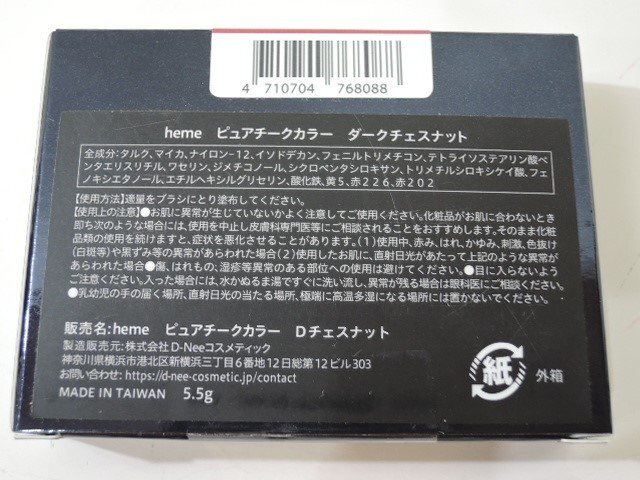 4 710704 768088
heme ピュアチークカラー ダークチェスナット
全成分:タルク、マイカ、ナイロン-12、イソドデカン、フェニルトリメチコン、テトライソステアリン酸ペ
ンタエリスリチル、ワセリン、ジメチコノール、シクロペンタシロキサン、トリメチルシロキシケイ酸、フェ
ノキシエタノール、エチルヘキシルグリセリン、酸化鉄、黄5、赤226、赤202
【使用方法】適量をブラシにとり塗布してください。
【使用上の注意】●お肌に異常が生じていないかよく注意してご使用ください。化粧品がお肌に合わないとき
即ち次のような場合には、使用を中止し皮膚科専門医等にご相談されることをおすすめします。そのまま化粧
品類の使用を続けますと、症状を悪化させることがあります。(1)使用中、赤み、はれ、かゆみ、刺激、色抜け
(白斑等)や黒ずみ等の異常があらわれた場合(2)使用したお肌に、直射日光があたって上記のような異常が
あらわれた場合●傷、はれもの、湿疹等異常のある部位への使用は避けてください。●目に入らないよう
ご注意ください。入った場合には、水かぬるま湯ですぐに洗い流し、異常が残る場合は眼科医にご相談ください。
●乳幼児の手の届く場所、直射日光の当たる場所、極端に高温多湿になる場所には置かないでください。
販売名:heme ピュアチークカラー Dチェスナット
製造販売元:株式会社D-Neeコスメティック
神奈川県横浜市港北区新横浜三丁目6番地12日総第12ビル303
お問い合わせ:https://d-nee-cosmetic.jp/contact
MADE IN TAIWAN 5.5g
紙 外箱